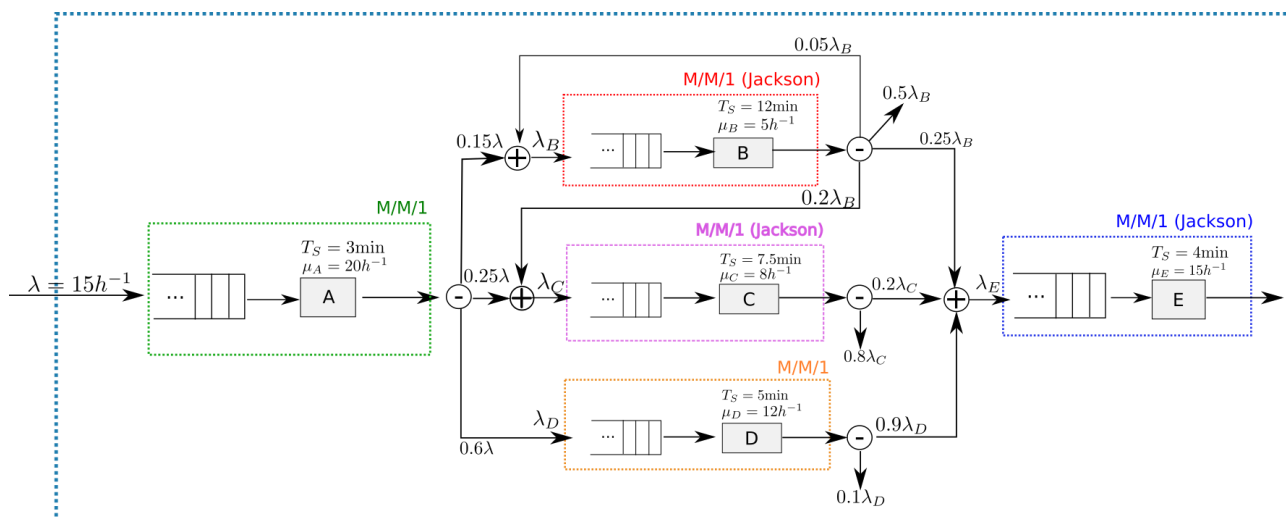 0.05λ_B
M/M/1 (Jackson)
0.5λ_B
T_S = 12min
μ_B = 5h⁻¹
0.15λ
λ_B
0.25λ_B
...
B
+
-
M/M/1
0.2λ_B
M/M/1 (Jackson)
M/M/1 (Jackson)
T_S = 3min
μ_A = 20h⁻¹
T_S = 7.5min
μ_C = 8h⁻¹
T_S = 4min
μ_E = 15h⁻¹
λ = 15h⁻¹
...
A
-
0.25λ
+
λ_C
...
C
-
0.2λ_C
+
λ_E
...
E
0.8λ_C
M/M/1
T_S = 5min
μ_D = 12h⁻¹
0.6λ
λ_D
...
D
-
0.9λ_D
0.1λ_D